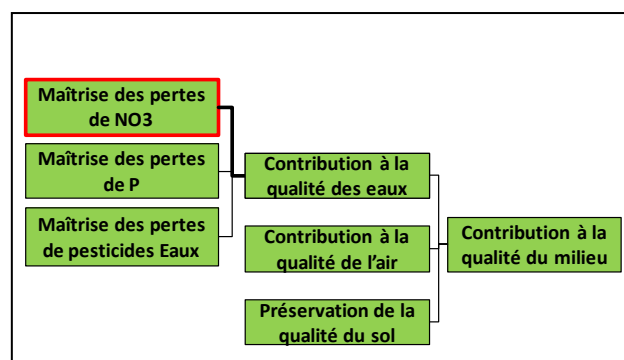 Maîtrise des pertes
de NO3
Maîtrise des pertes
de P
Maîtrise des pertes
de pesticides Eaux
Contribution à la
qualité des eaux
Contribution à la
qualité de l'air
Préservation de la
qualité du sol
Contribution à la
qualité du milieu